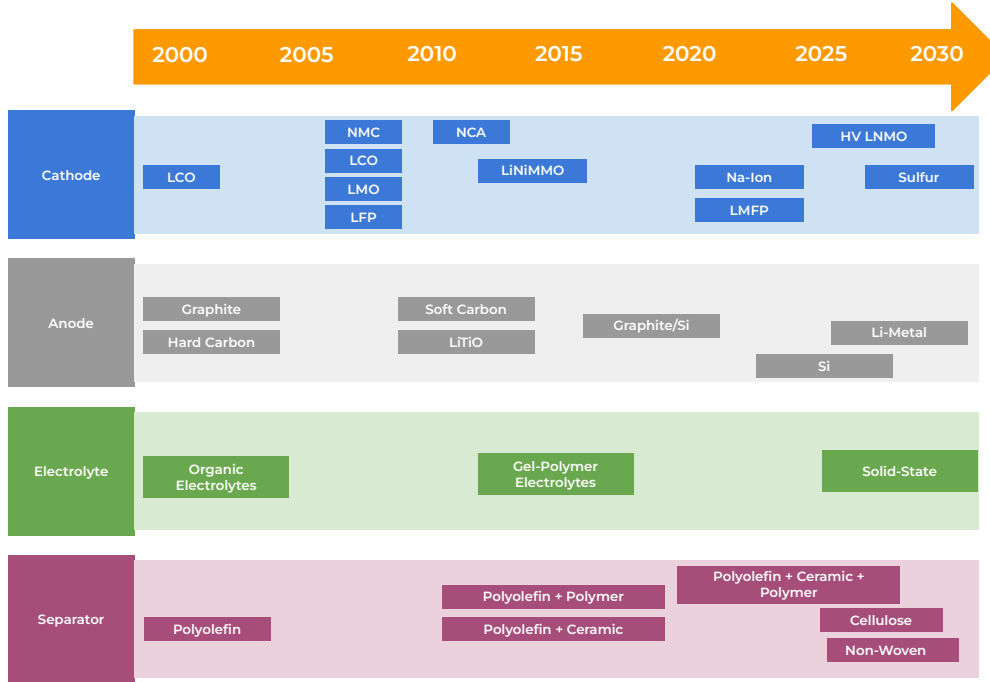 2000 2005 2010 2015 2020 2025 2030
Cathode
NMC
NCA
HV LNMO
LCO
LCO
LiNiMMO
Na-Ion
Sulfur
LMO
LMFP
LFP
Anode
Graphite
Soft Carbon
Graphite/Si
Li-Metal
Hard Carbon
LiTiO
Si
Electrolyte
Organic
Electrolytes
Gel-Polymer
Electrolytes
Solid-State
Separator
Polyolefin
Polyolefin + Polymer
Polyolefin + Ceramic
Polyolefin + Ceramic +
Polymer
Cellulose
Non-Woven